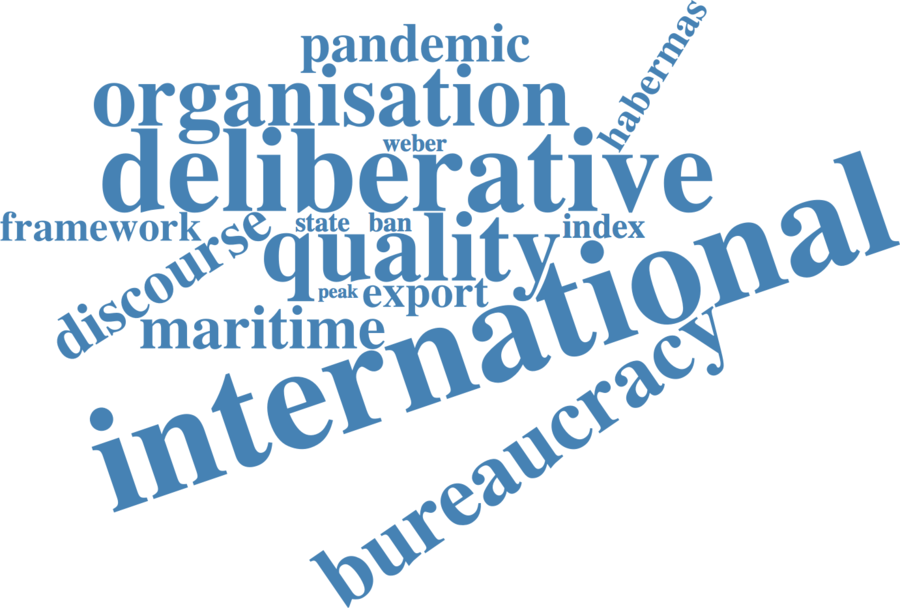 pandemic
habermas
organisation
weber
deliberative
framework
state
ban
index
discourse
quality
peak
export
maritime
international
bureaucracy